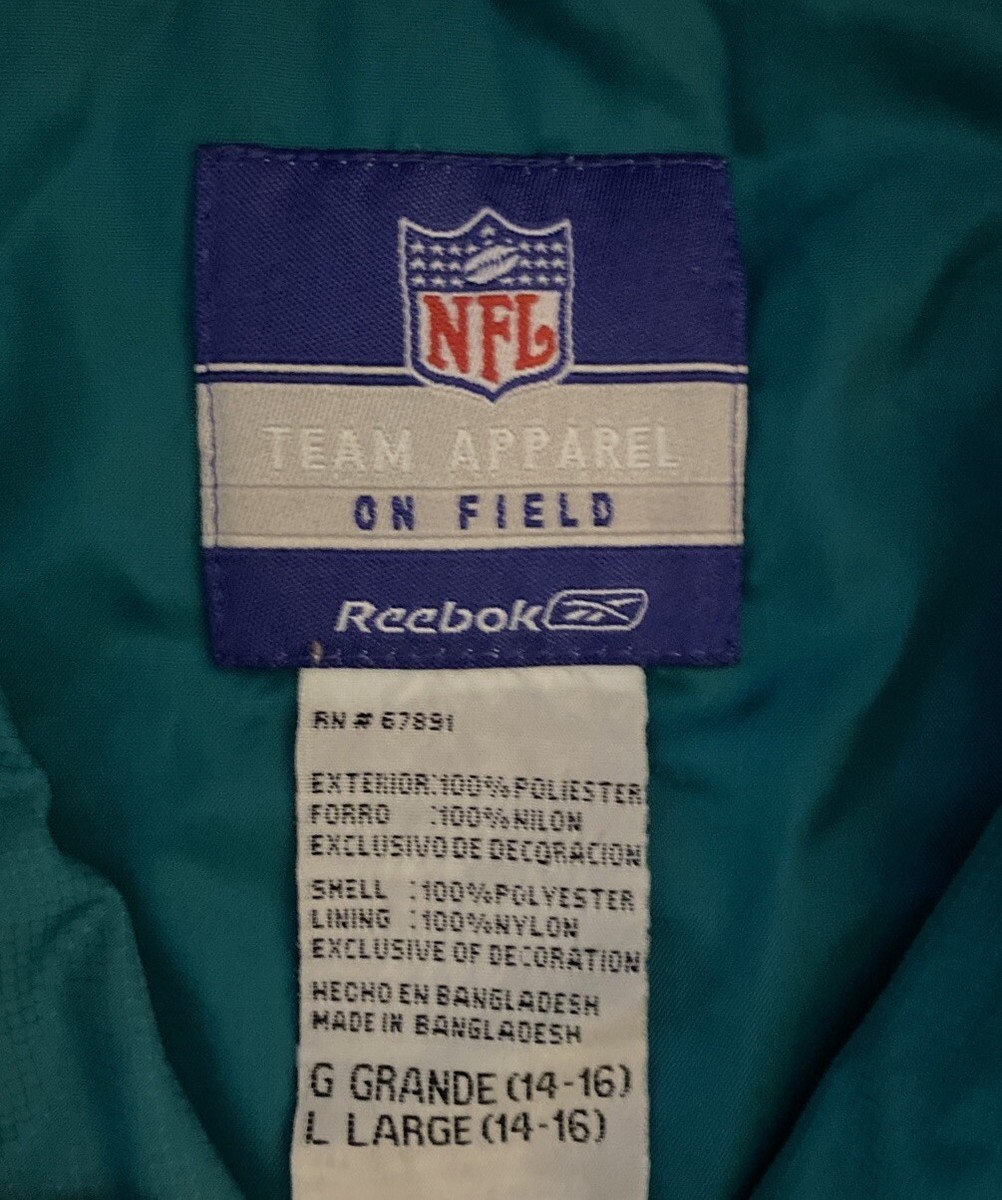 NFL
TEAM APPAREL
ON FIELD
Reebok
RN # 67891
EXTERIOR:100%POLIESTER
FORRO :100%NILON
EXCLUSIVO DE DECORACION
SHELL :100%POLYESTER
LINING :100%NYLON
EXCLUSIVE OF DECORATION
HECHO EN BANGLADESH
MADE IN BANGLADESH
G GRANDE (14-16)
L LARGE (14-16)